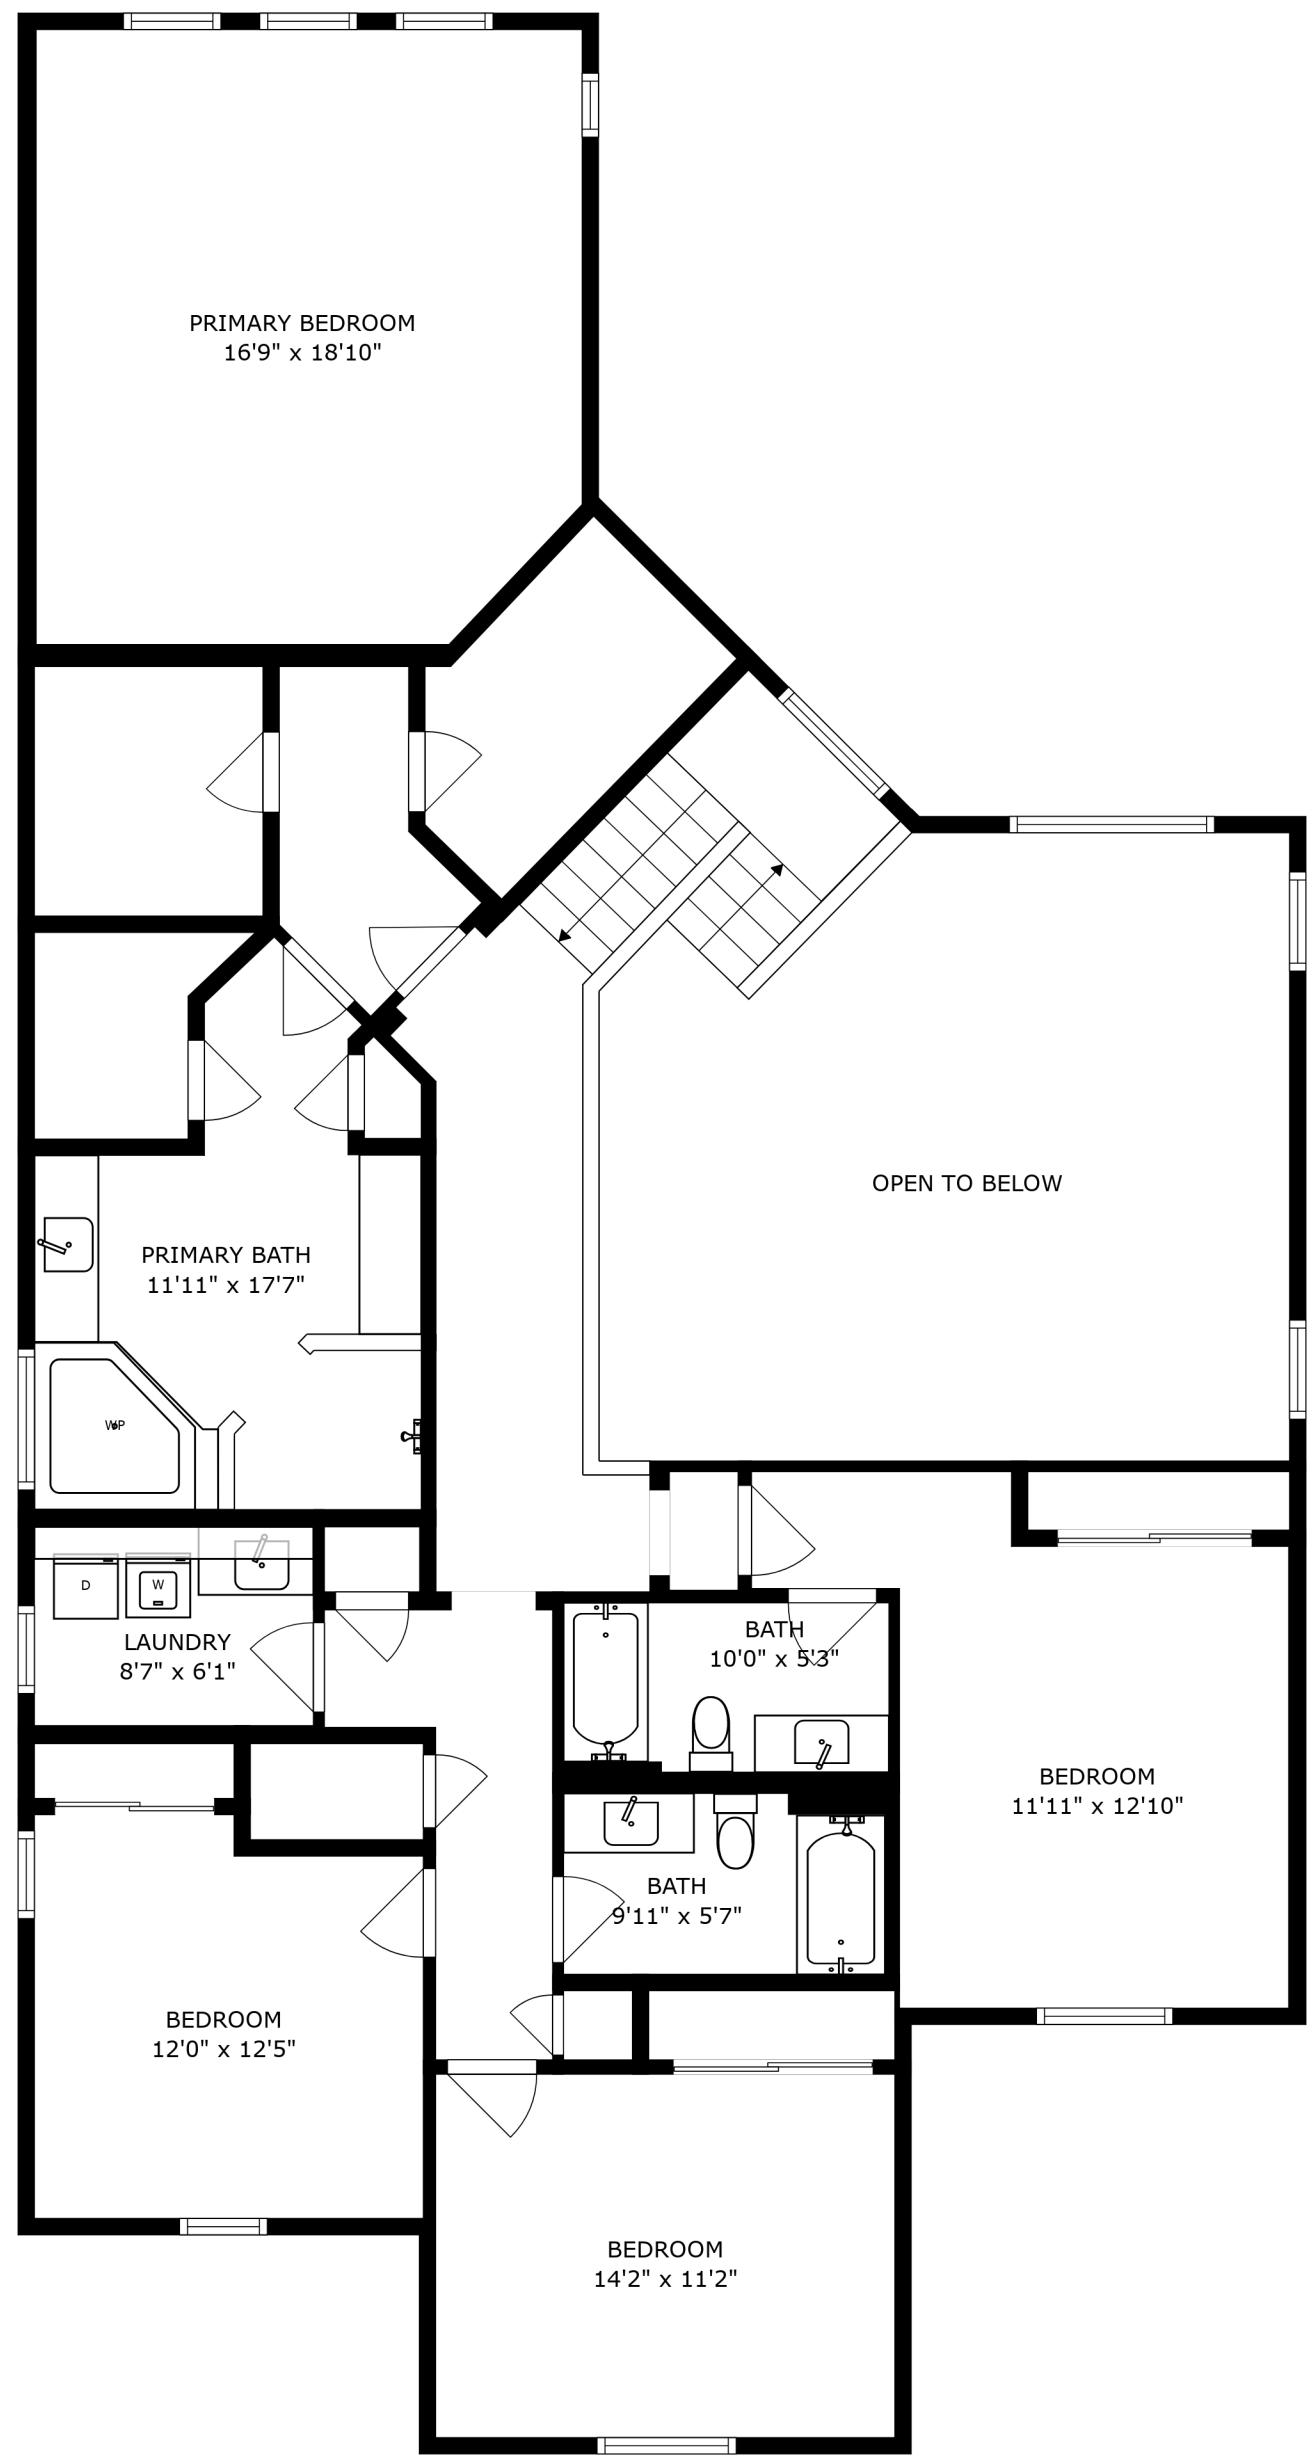 PRIMARY BEDROOM
16'9" x 18'10"
OPEN TO BELOW
PRIMARY BATH
11'11" x 17'7"
WP
D
W
LAUNDRY
8'7" x 6'1"
BATH
10'0" x 5'3"
BEDROOM
11'11" x 12'10"
BATH
9'11" x 5'7"
BEDROOM
12'0" x 12'5"
BEDROOM
14'2" x 11'2"